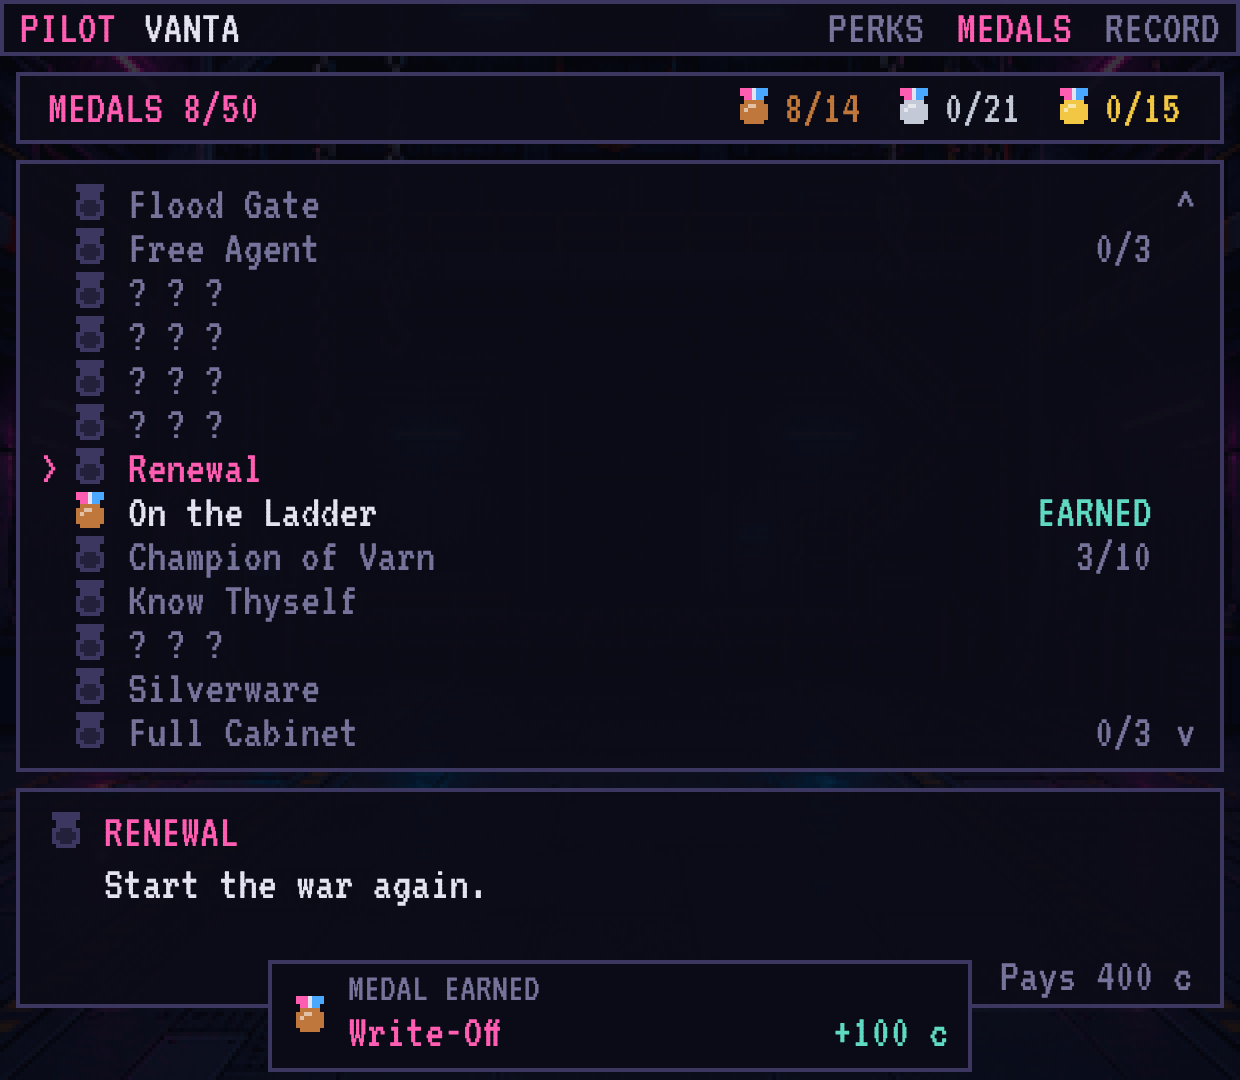 PILOT VANTA PERKS MEDALS RECORD
MEDALS 8/50 8/14 0/21 0/15
Flood Gate ^
Free Agent 0/3
? ? ?
? ? ?
? ? ?
? ? ?
> Renewal
On the Ladder EARNED
Champion of Varn 3/10
Know Thyself
? ? ?
Silverware
Full Cabinet 0/3 v
RENEWAL
Start the war again.
Pays 400 c
MEDAL EARNED
Write-Off +100 c